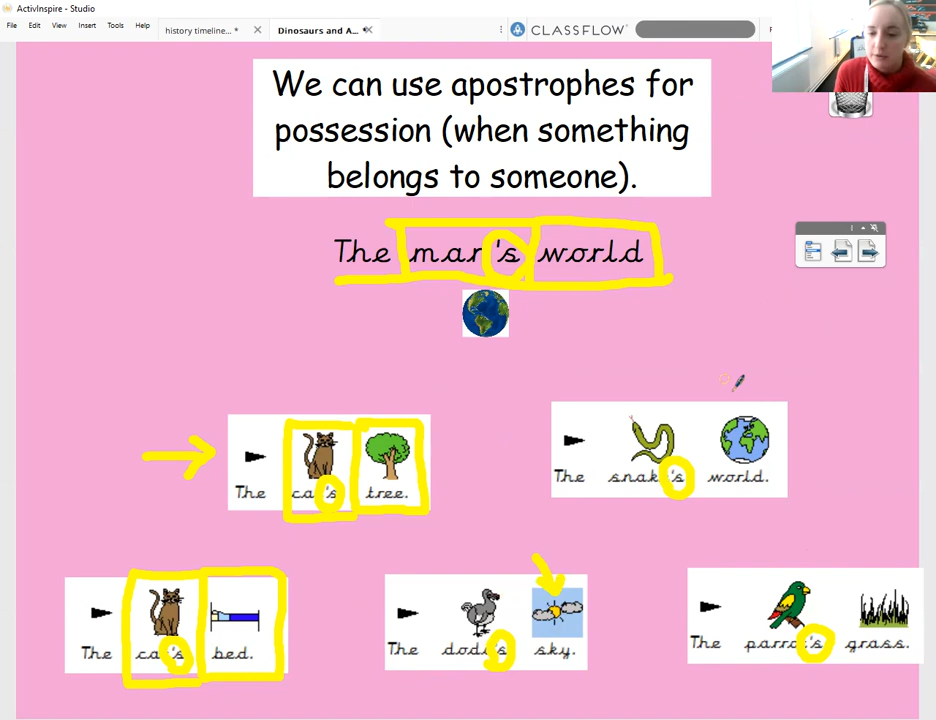 ActivInspire - Studio
File Edit View Insert Tools Help
history timeline... *
Dinosaurs and A...
CLASSFLOW
We can use apostrophes for
possession (when something
belongs to someone).
The man's world
The cat's tree.
The snake's world.
The cat's bed.
The dodo's sky.
The parrot's grass.